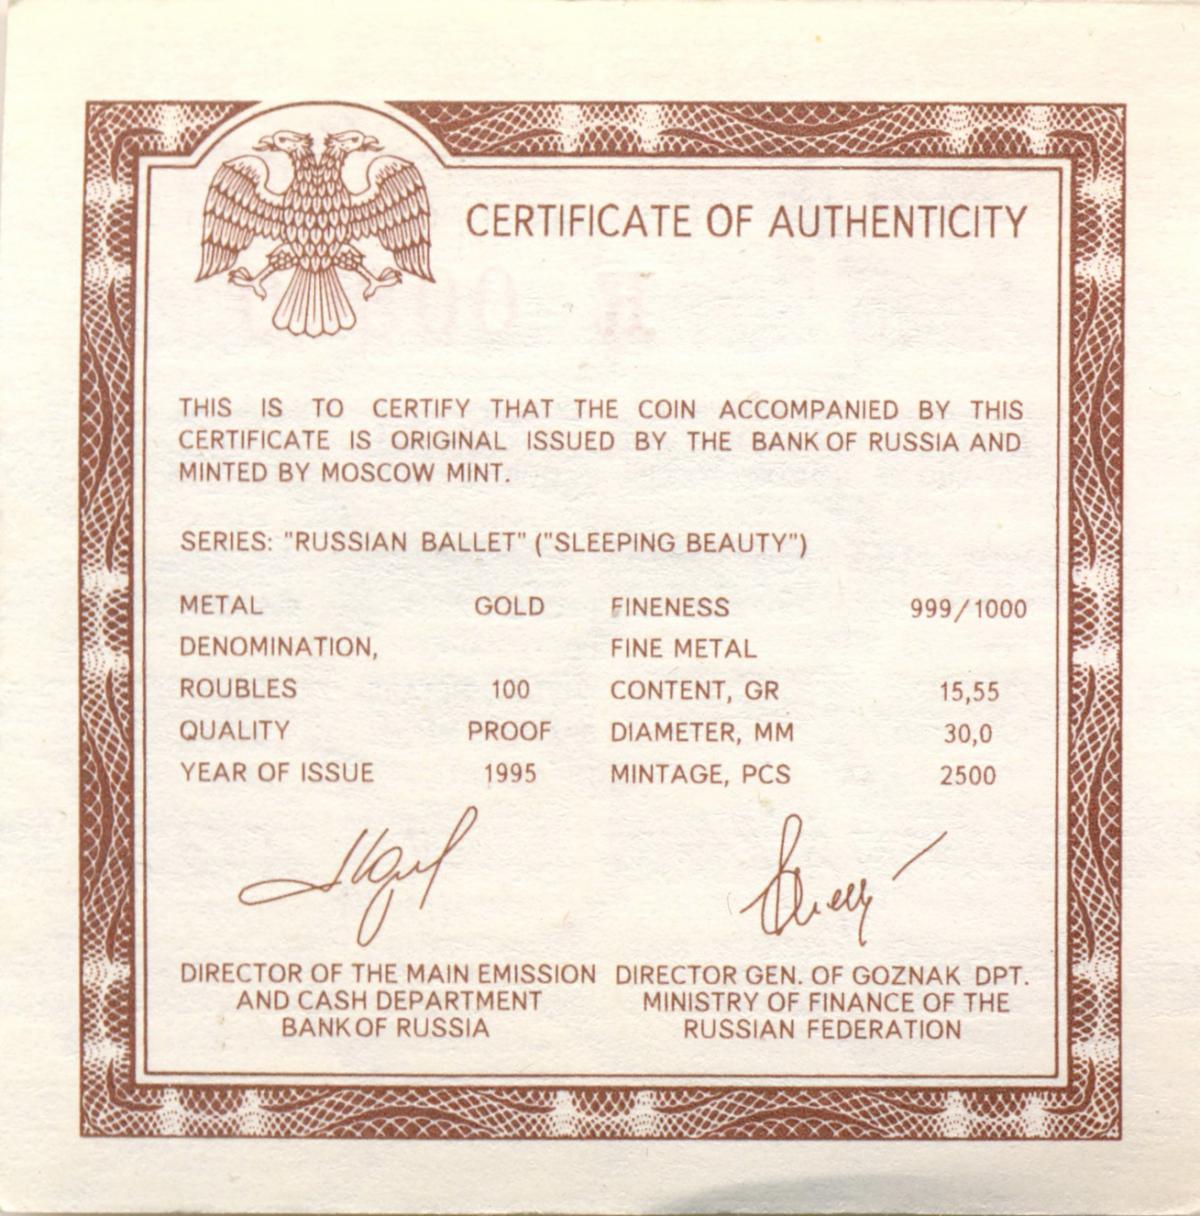 CERTIFICATE OF AUTHENTICITY
THIS IS TO CERTIFY THAT THE COIN ACCOMPANIED BY THIS
CERTIFICATE IS ORIGINAL ISSUED BY THE BANK OF RUSSIA AND
MINTED BY MOSCOW MINT.
SERIES: "RUSSIAN BALLET" ("SLEEPING BEAUTY")
METAL GOLD FINENESS 999/1000
DENOMINATION, FINE METAL
ROUBLES 100 CONTENT, GR 15,55
QUALITY PROOF DIAMETER, MM 30,0
YEAR OF ISSUE 1995 MINTAGE, PCS 2500
DIRECTOR OF THE MAIN EMISSION DIRECTOR GEN. OF GOZNAK DPT.
AND CASH DEPARTMENT MINISTRY OF FINANCE OF THE
BANK OF RUSSIA RUSSIAN FEDERATION